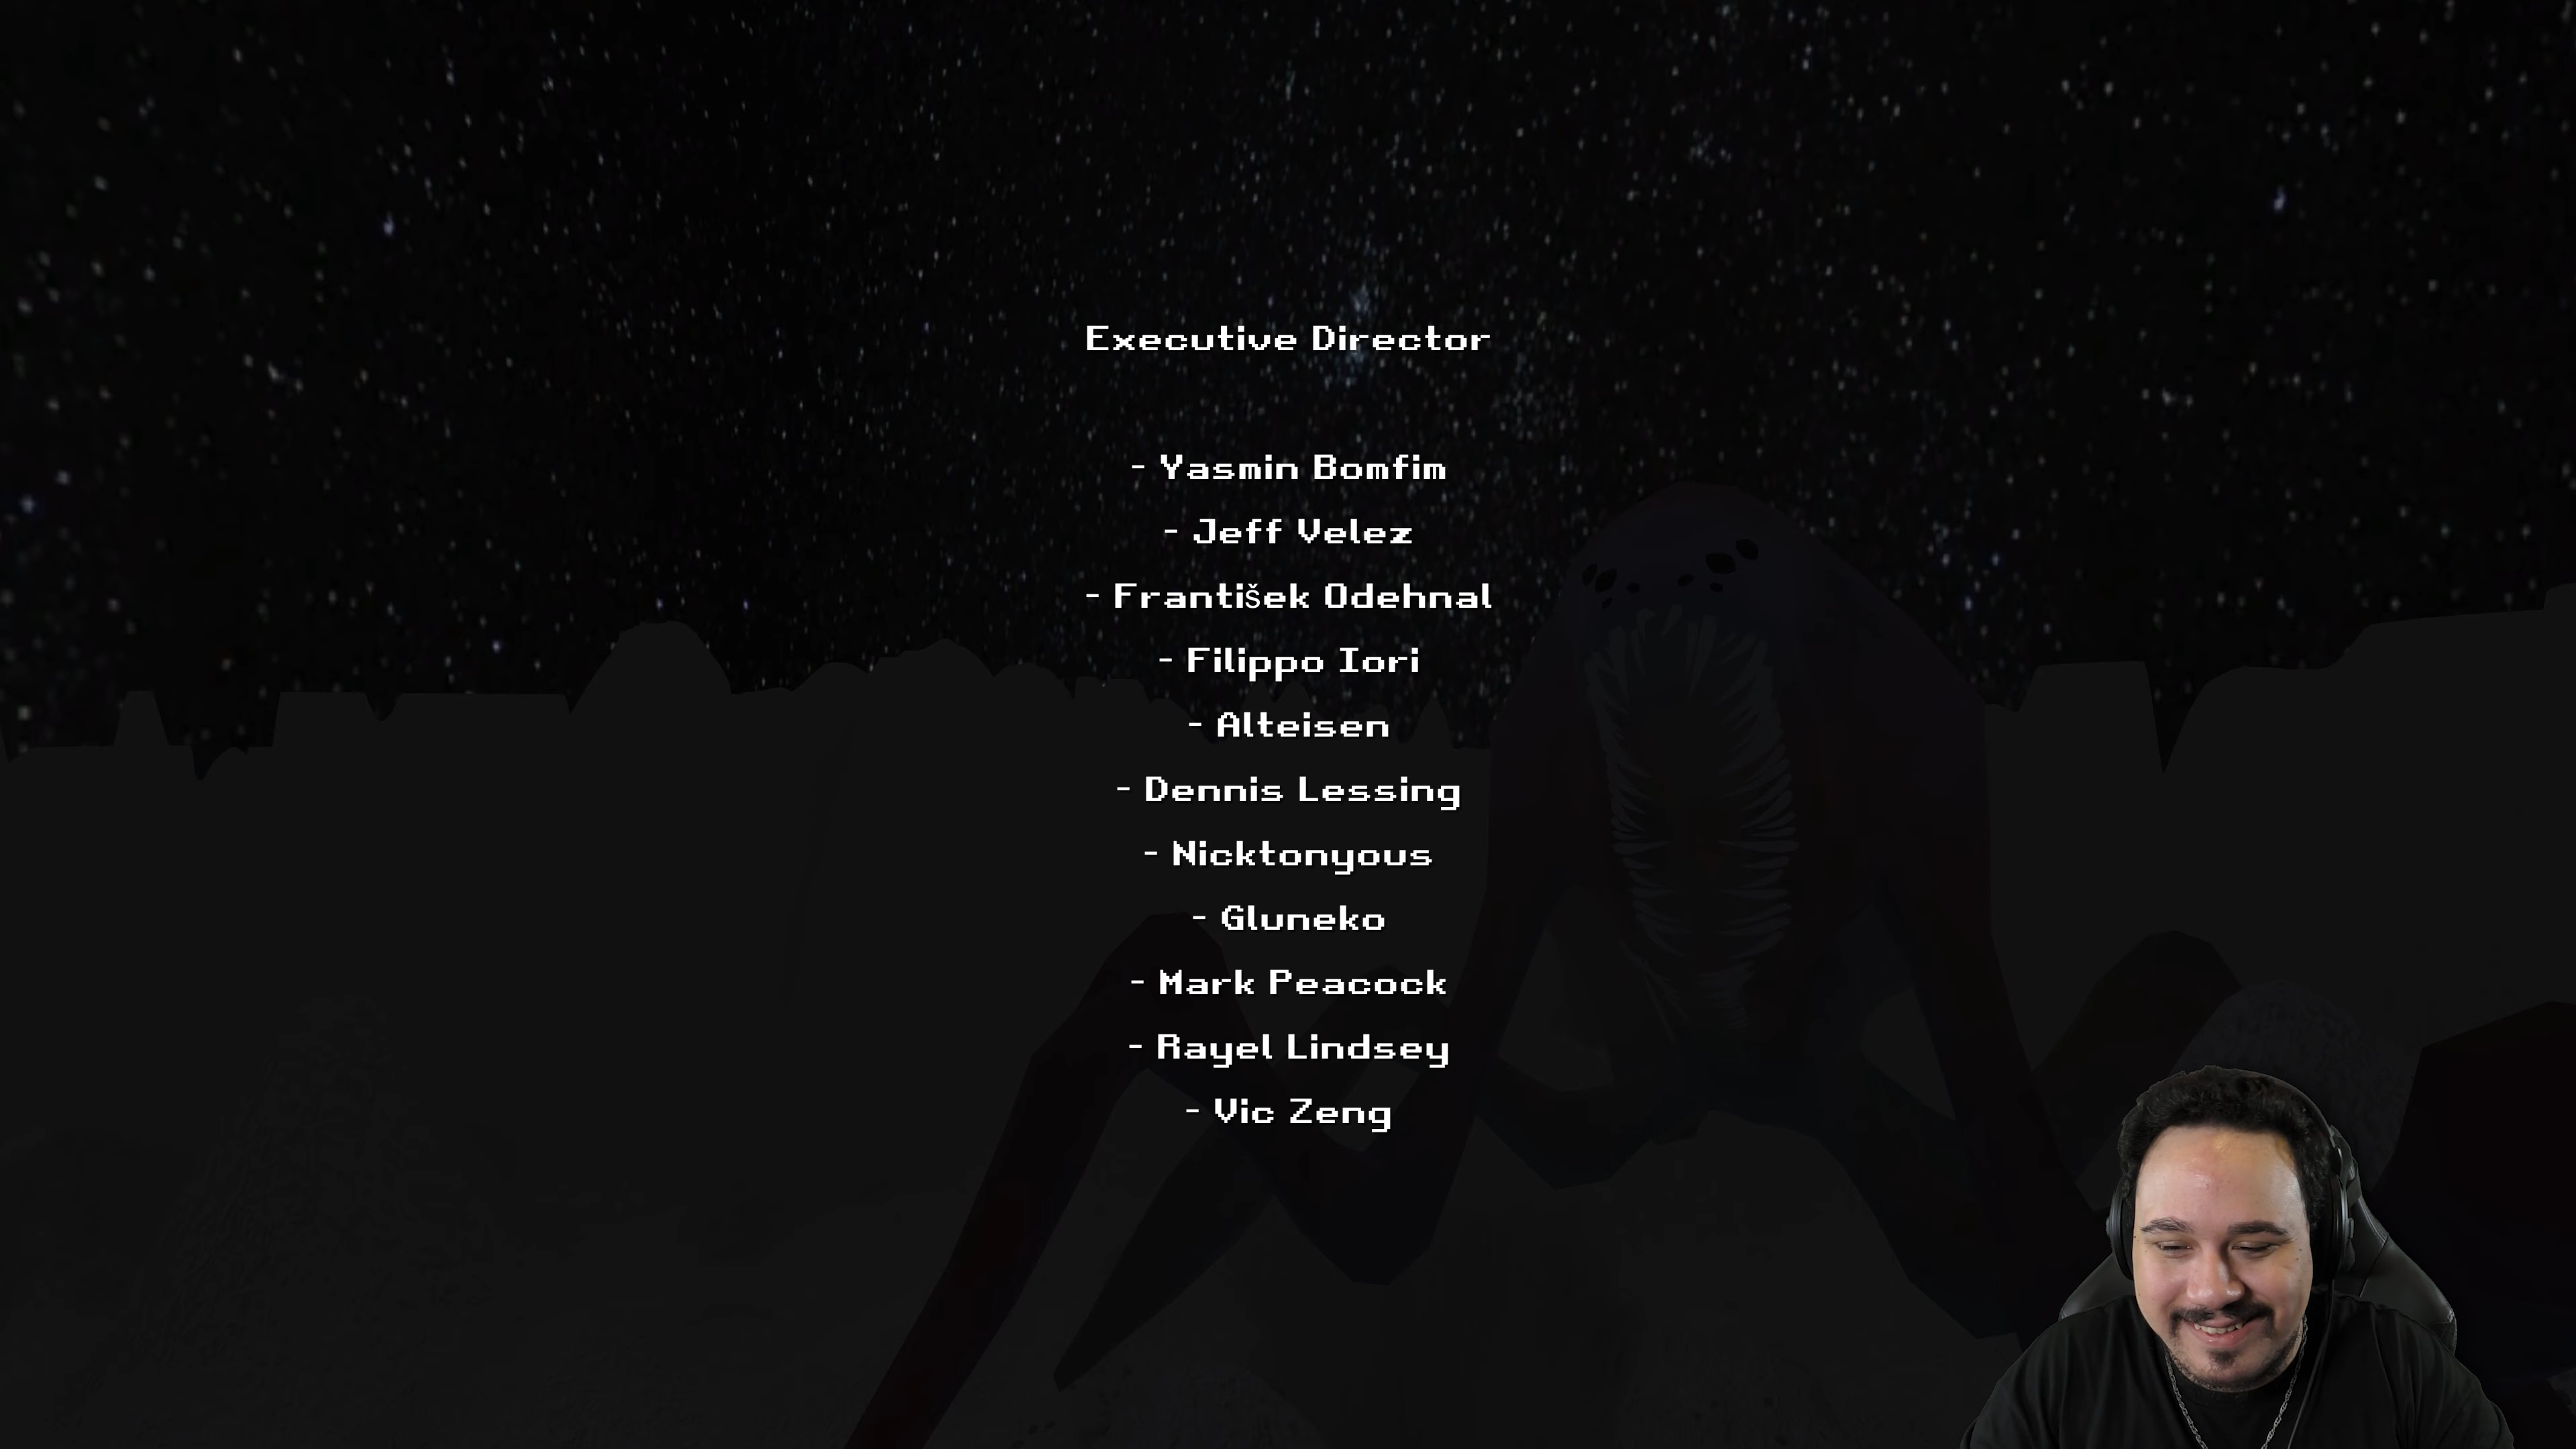 Executive Director
- Yasmin Bomfim
- Jeff Velez
- František Odehnal
- Filippo Iori
- Alteisen
- Dennis Lessing
- Nicktonyous
- Gluneko
- Mark Peacock
- Rayel Lindsey
- Vic Zeng